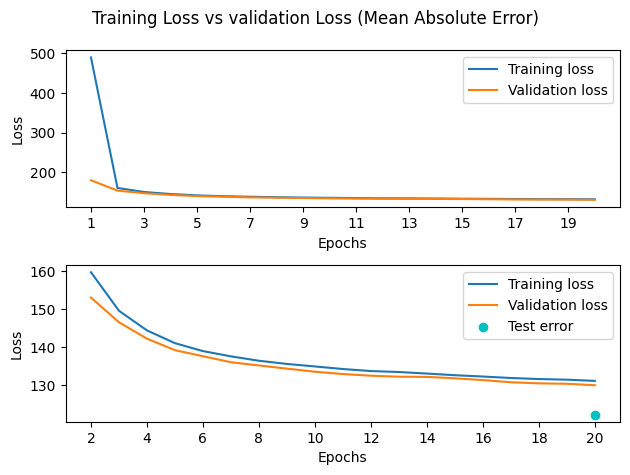 Training Loss vs validation Loss (Mean Absolute Error)
500
400
300
200
Loss
Training loss
Validation loss
1 3 5 7 9 11 13 15 17 19
Epochs
160
150
140
130
Loss
Training loss
Validation loss
Test error
2 4 6 8 10 12 14 16 18 20
Epochs